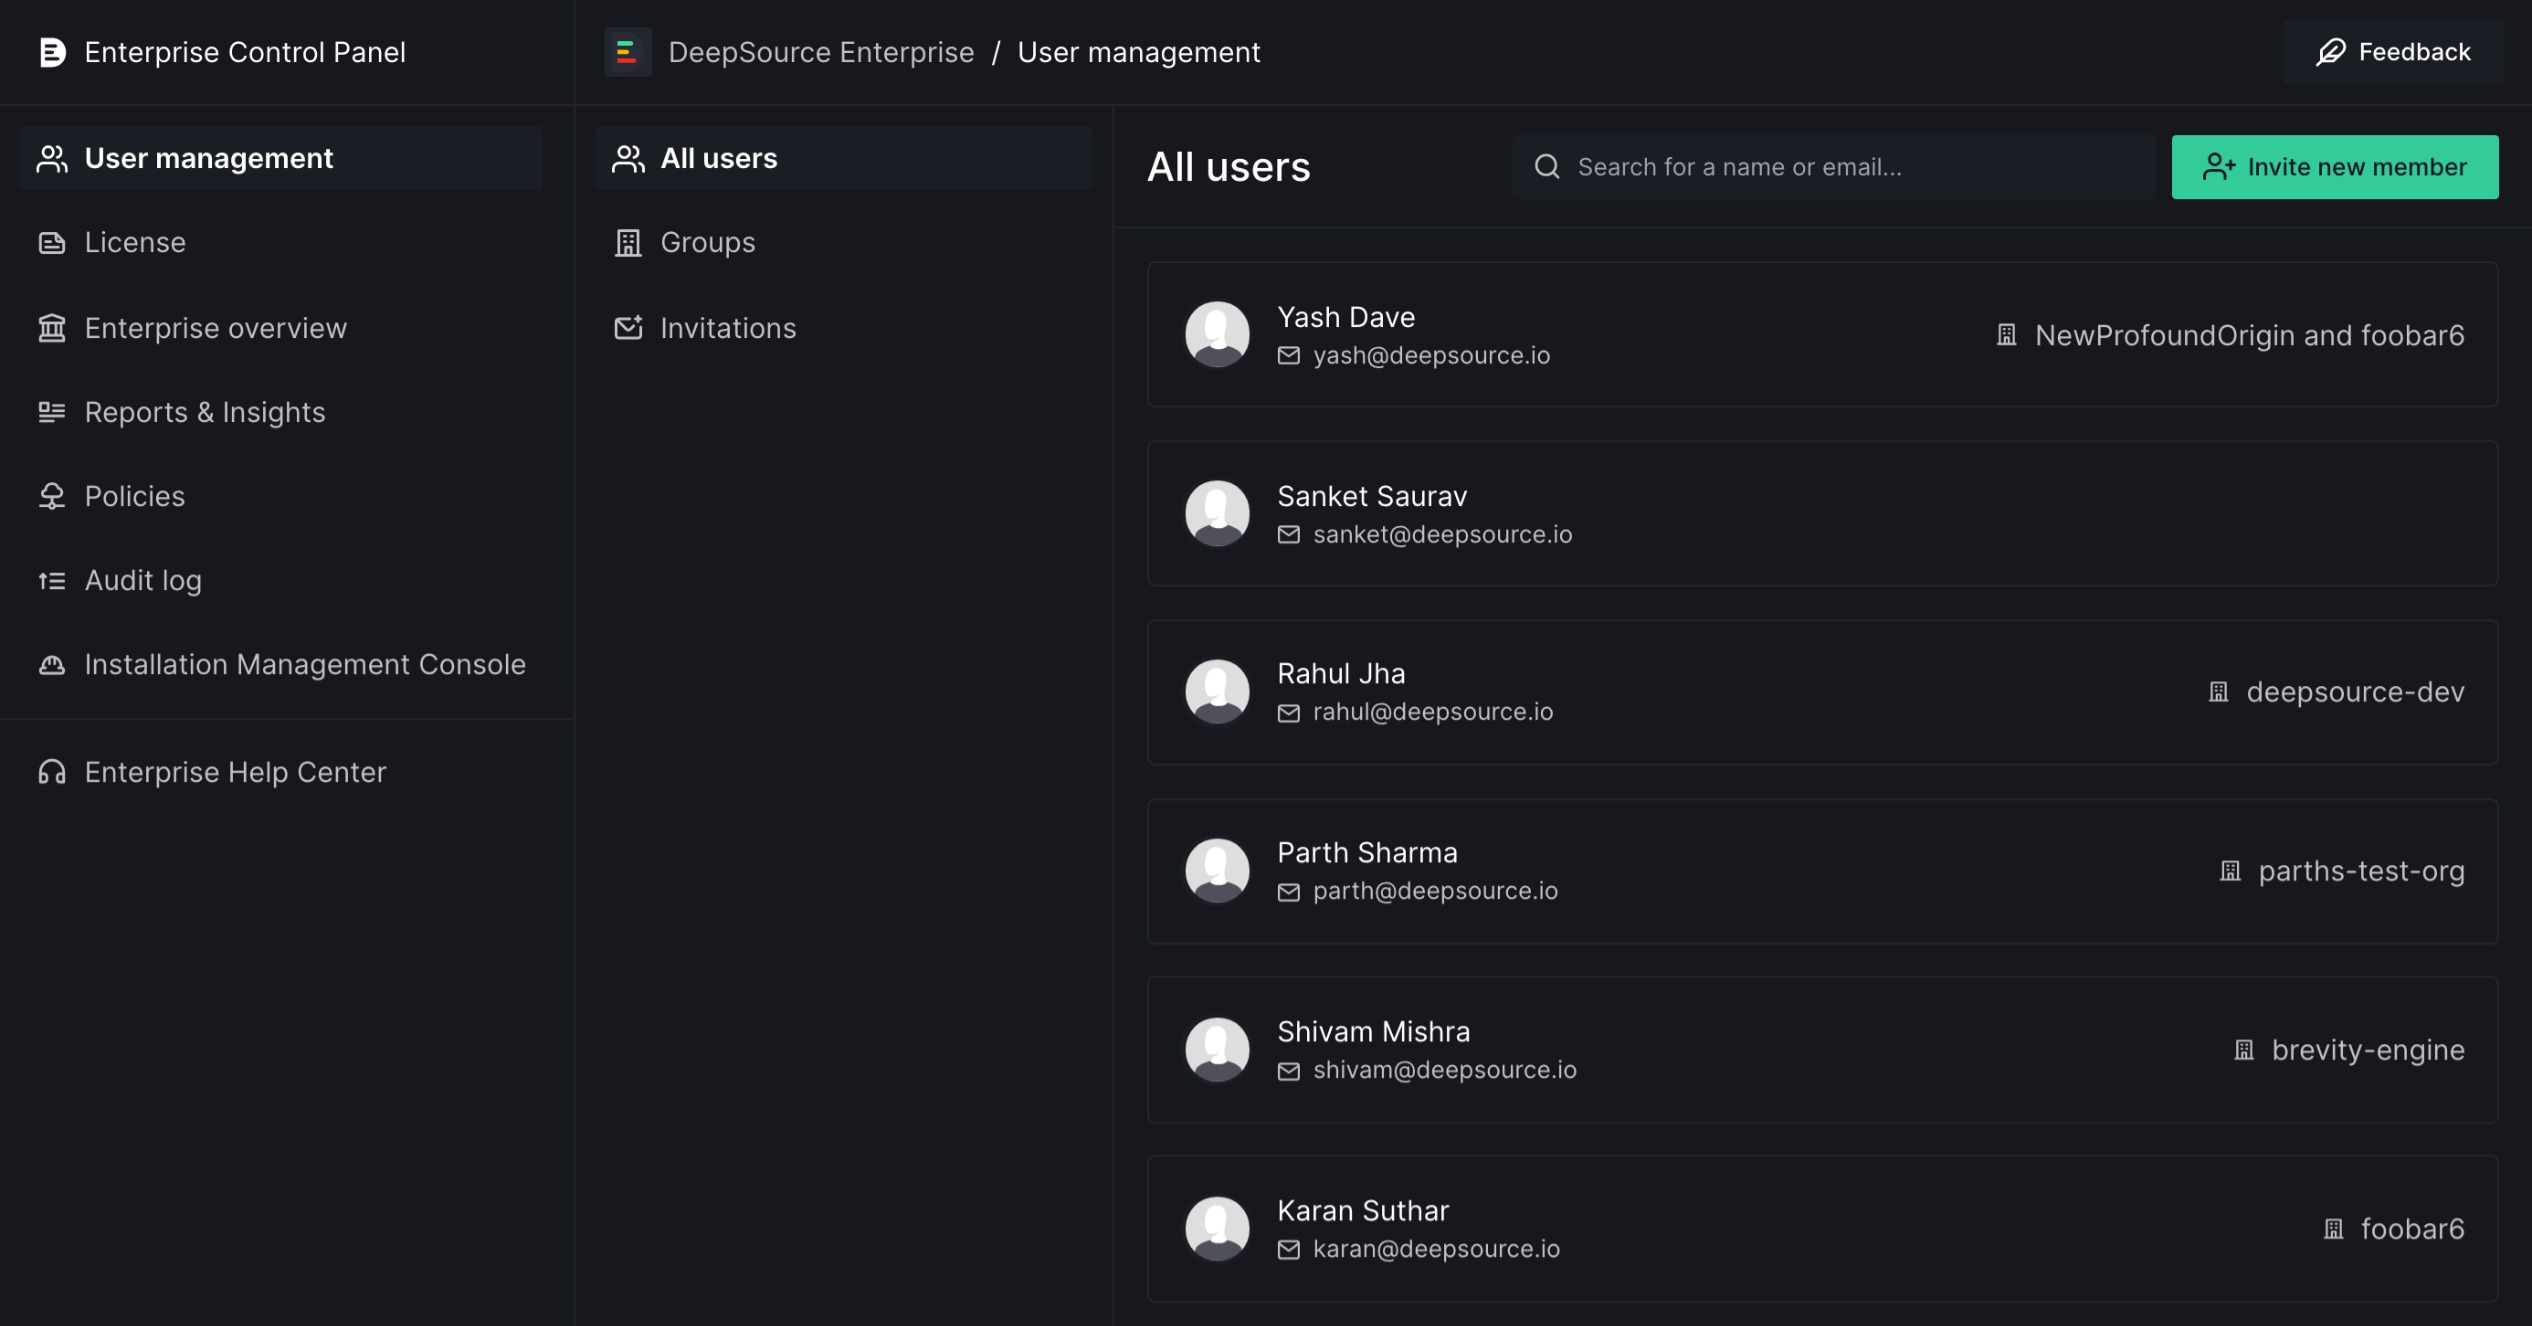 Enterprise Control Panel
DeepSource Enterprise / User management
Feedback
User management
License
Enterprise overview
Reports & Insights
Policies
Audit log
Installation Management Console
Enterprise Help Center
All users
Groups
Invitations
All users
Search for a name or email...
Invite new member
Yash Dave
yash@deepsource.io
NewProfoundOrigin and foobar6
Sanket Saurav
sanket@deepsource.io
Rahul Jha
rahul@deepsource.io
deepsource-dev
Parth Sharma
parth@deepsource.io
parths-test-org
Shivam Mishra
shivam@deepsource.io
brevity-engine
Karan Suthar
karan@deepsource.io
foobar6